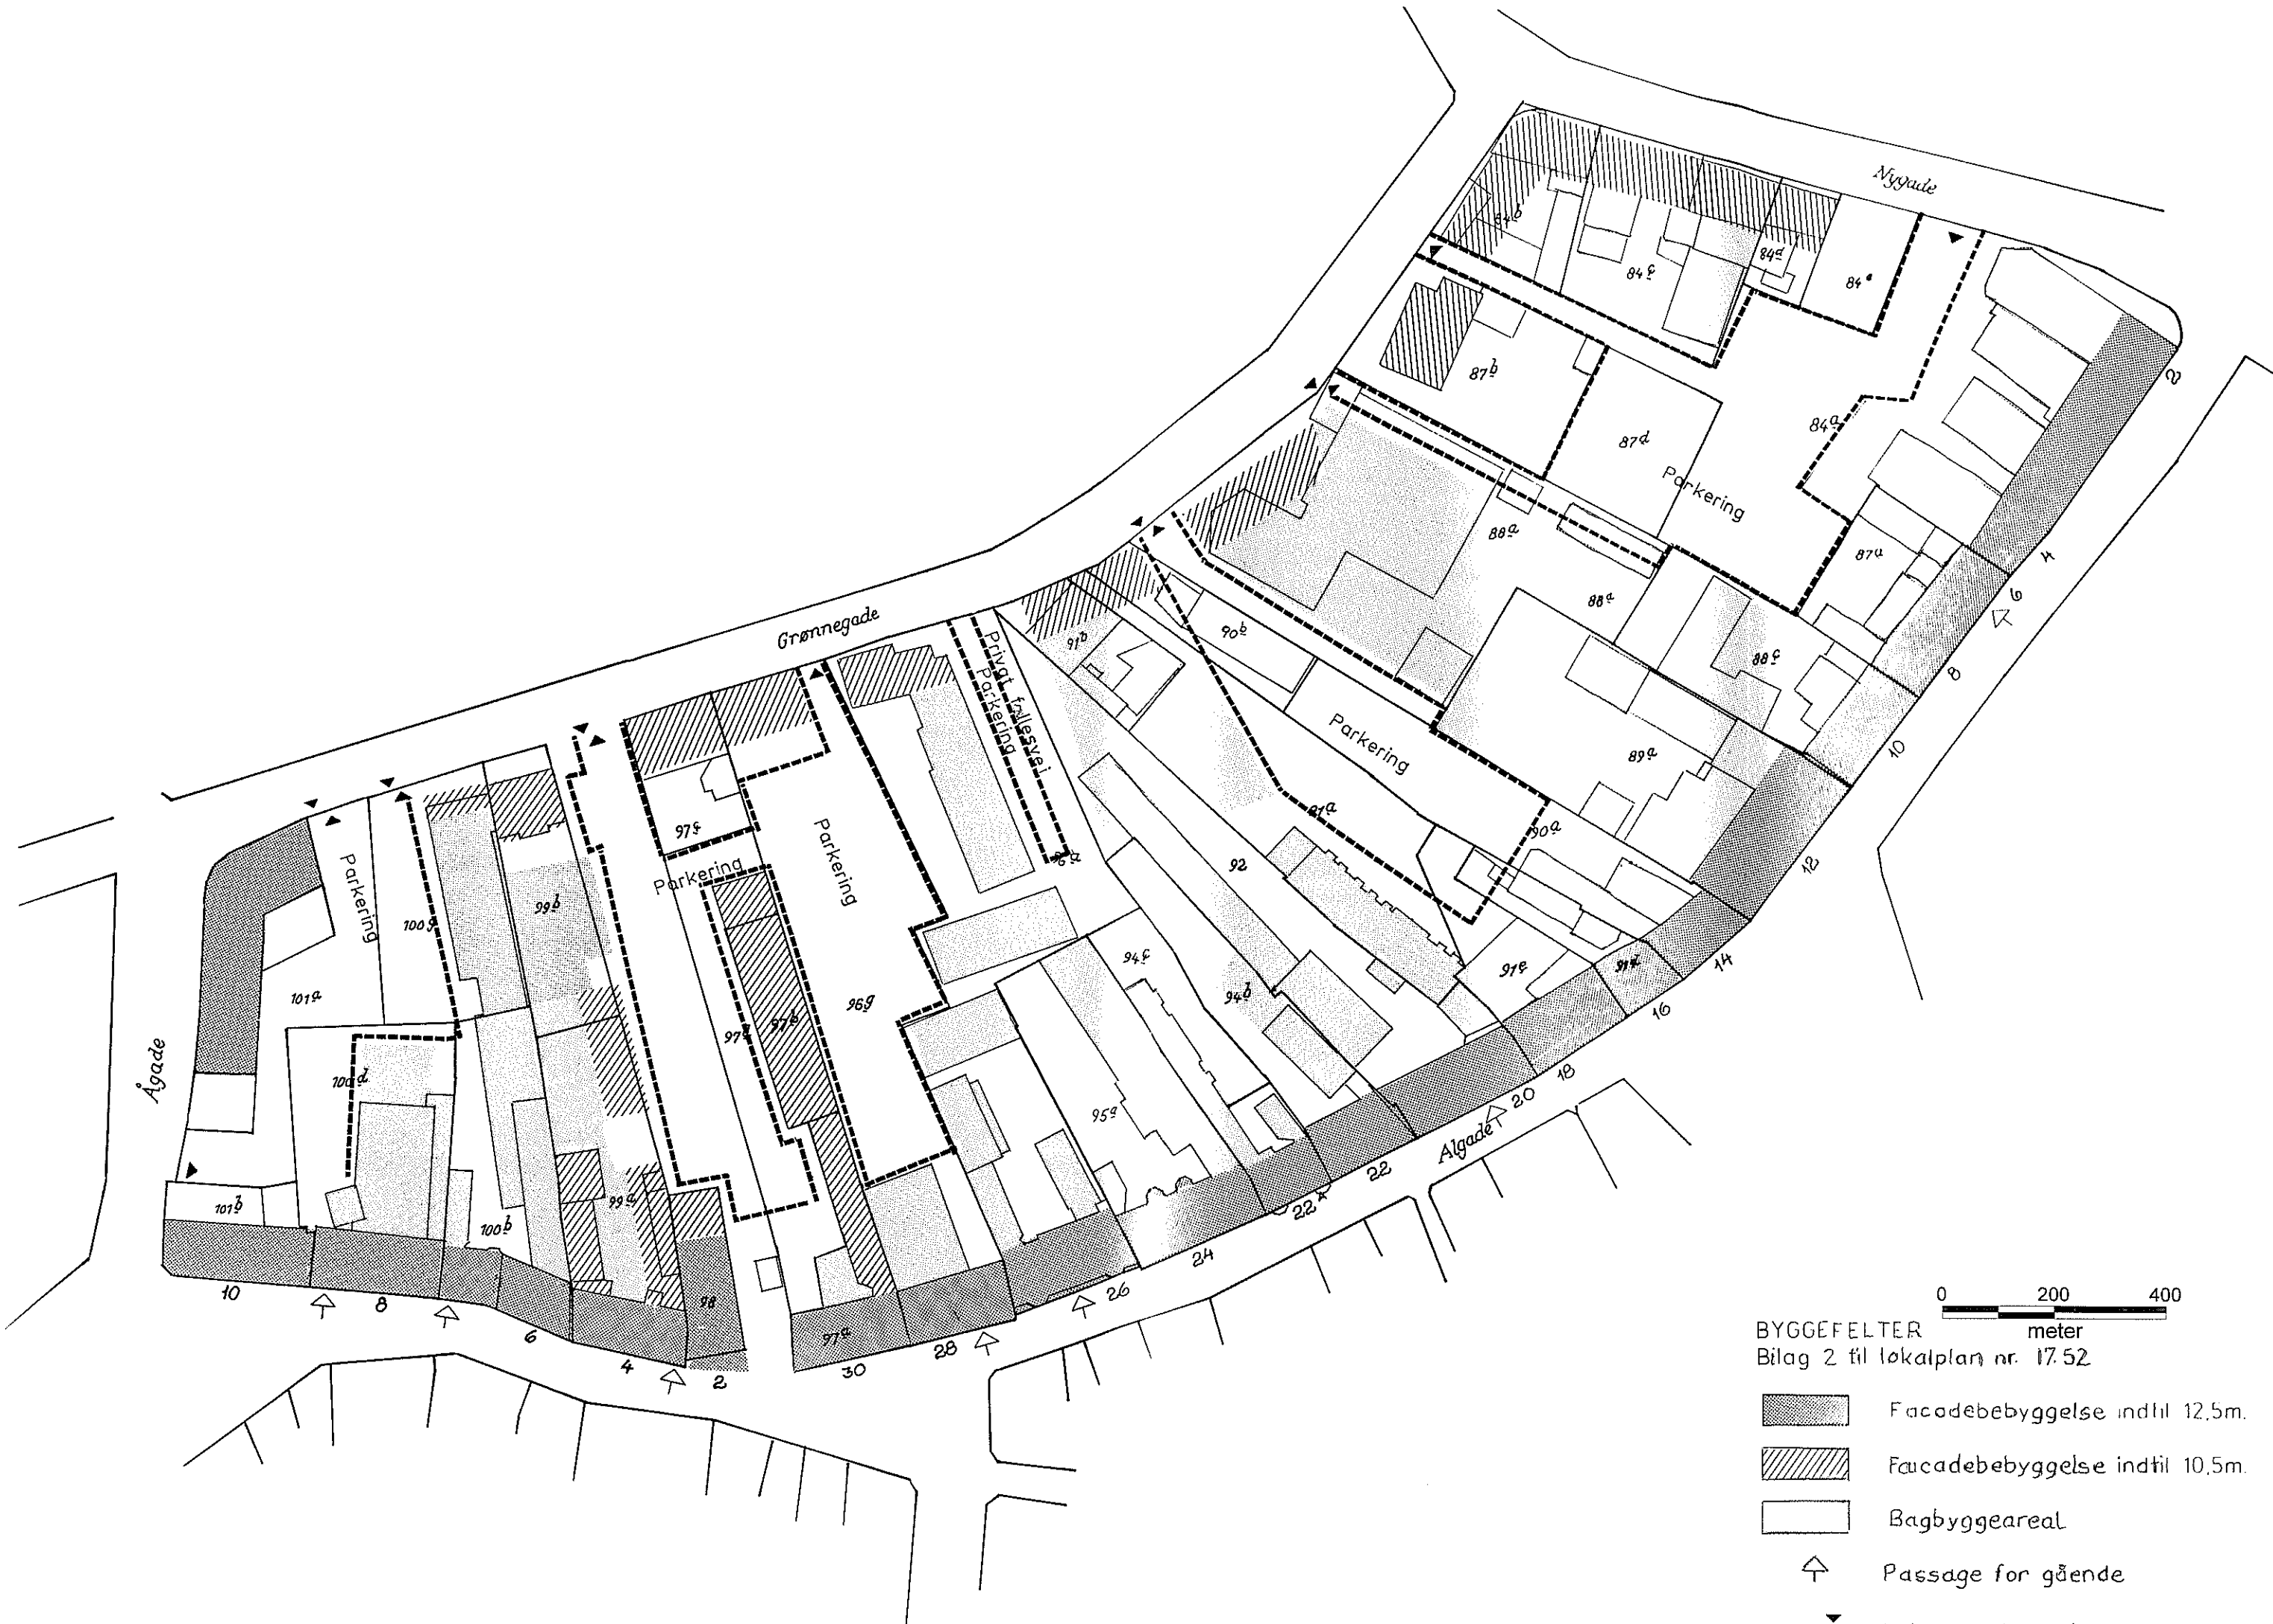 Nygade
84b
84c
84d
84e
87b
87d
84a
Parkering
2
88a
87a
4
6
Grønnegade
91b
90b
88a
88c
8
Privat fællesvej
Parkering
Parkering
89a
10
97c
Parkering
Parkering
91a
90a
12
Parkering
100g
99b
92
94c
91e
14
101a
96g
94b
16
Ågade
100d
97e
95a
18
20
Algade
22
22A
101b
100b
99a
24
26
10
8
98
97a
28
6
4
2
30
0 200 400
meter
BYGGEFELTER
Bilag 2 til lokalplan nr. 17.52
Facadebebyggelse indtil 12,5m.
Facadebebyggelse indtil 10,5m.
Bagbyggeareal
Passage for gående